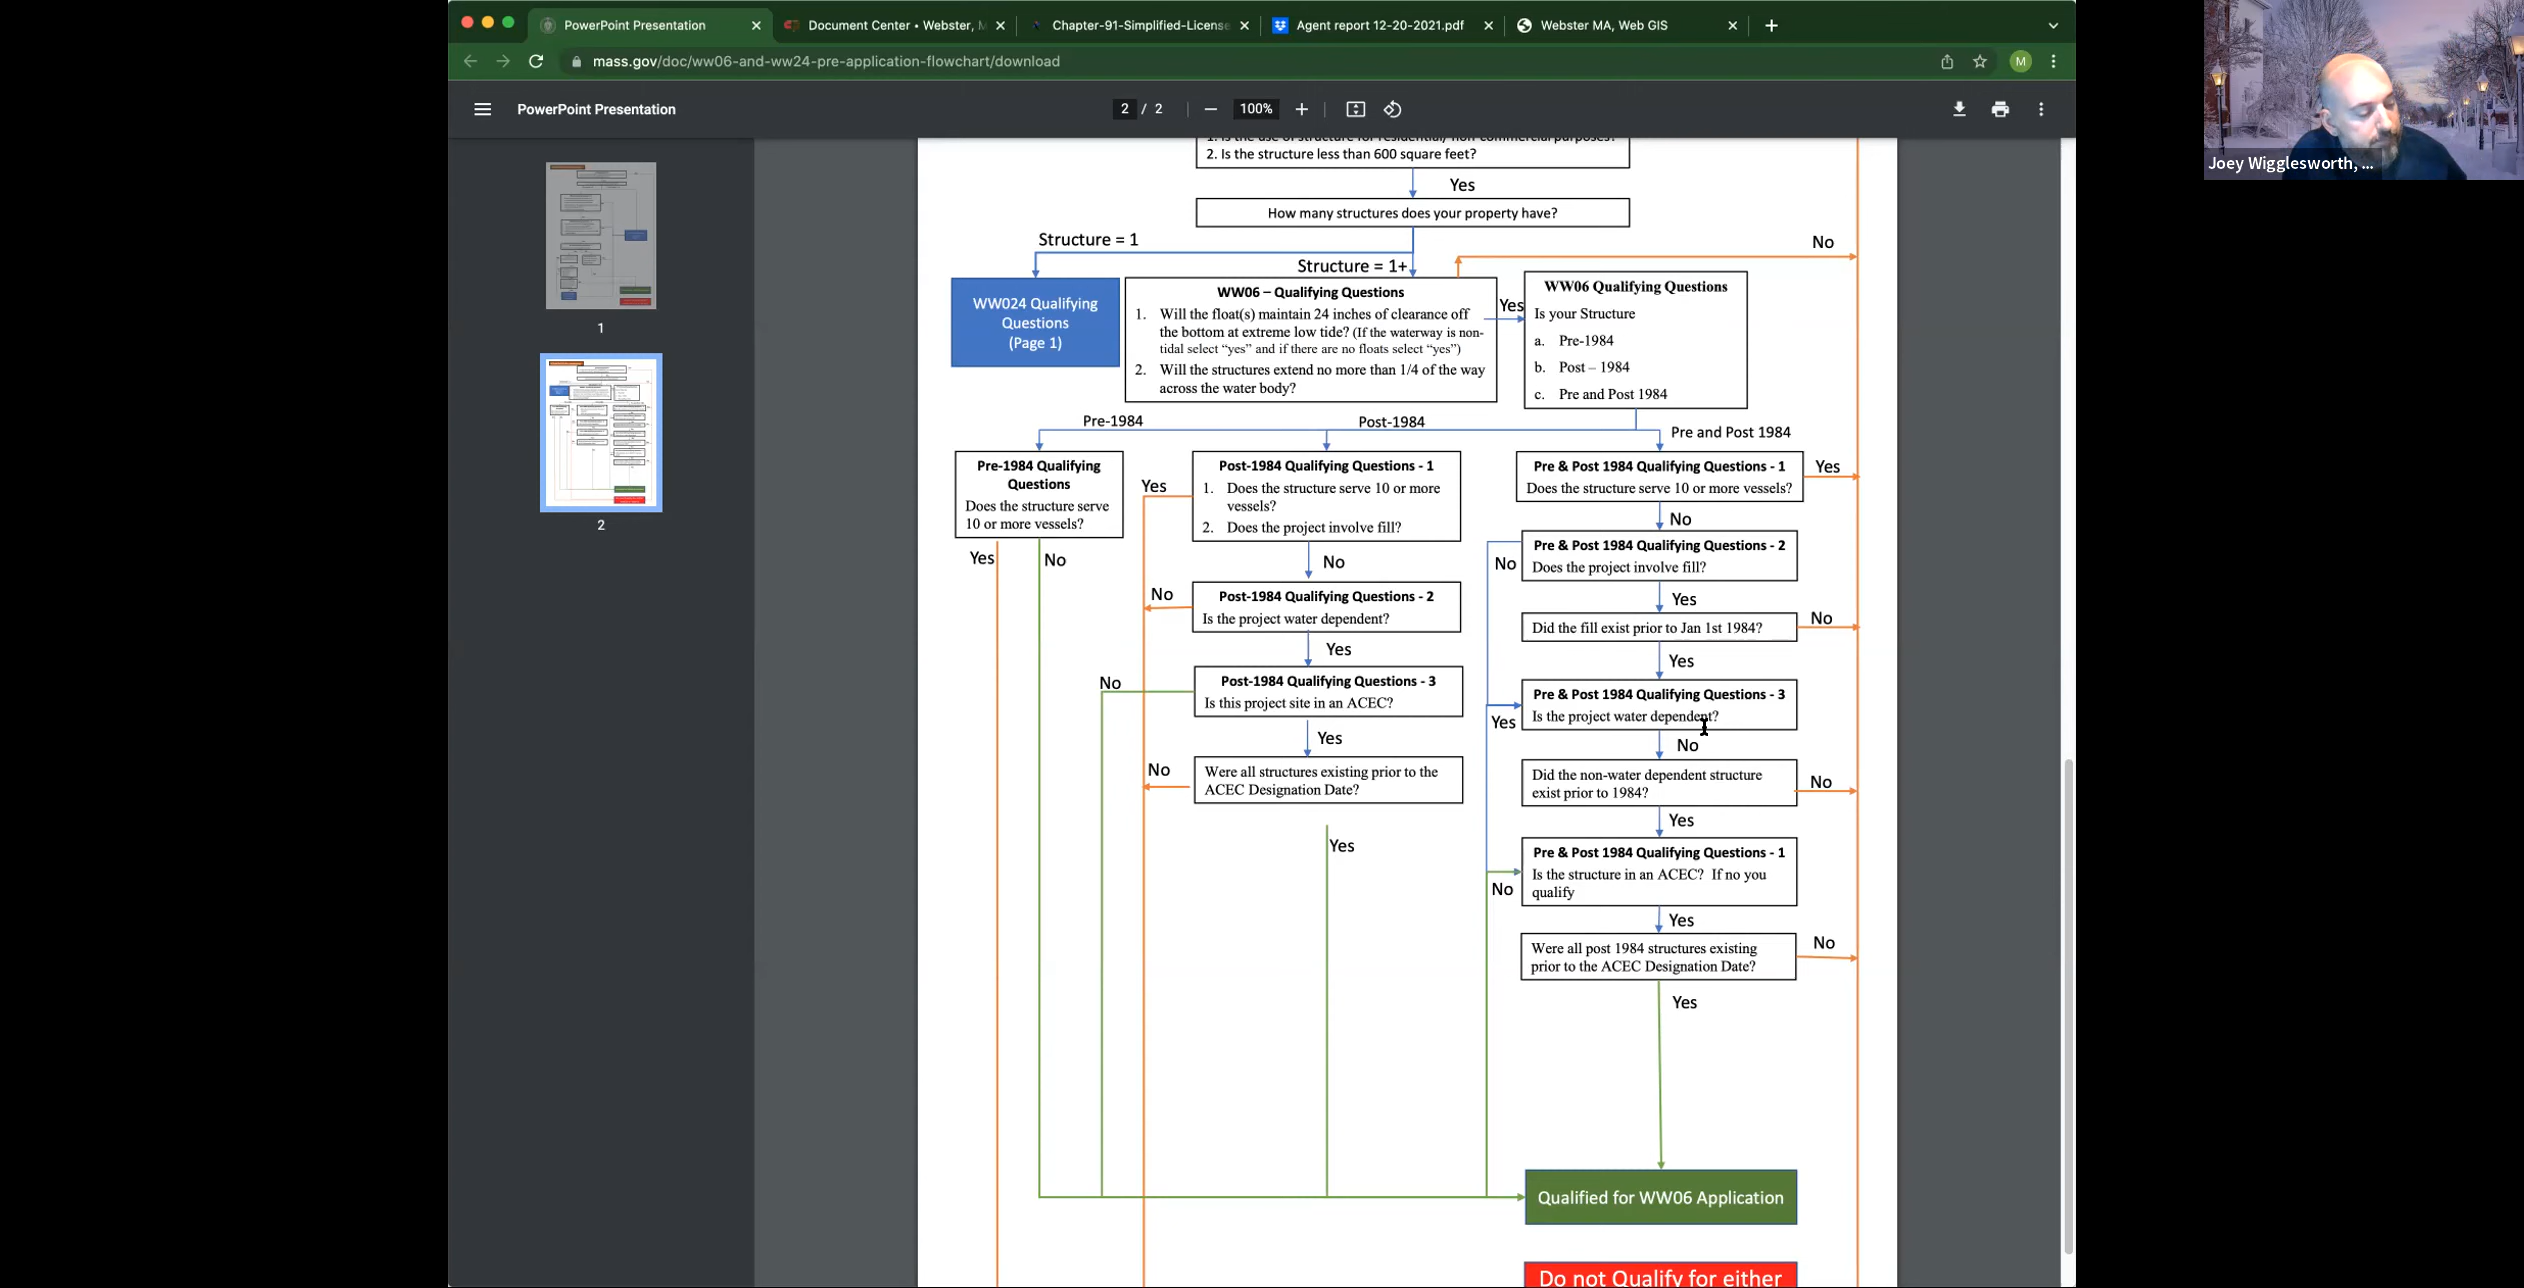 PowerPoint Presentation
Document Center • Webster, M
Chapter-91-Simplified-License
Agent report 12-20-2021.pdf
Webster MA, Web GIS
mass.gov/doc/ww06-and-ww24-pre-application-flowchart/download
M
PowerPoint Presentation
2 / 2
100%
1
2
Joey Wigglesworth, ...
1. Is the use of structure for residential, non-commercial purposes?
2. Is the structure less than 600 square feet?
Yes
How many structures does your property have?
Structure = 1
No
Structure = 1+
WW024 Qualifying
Questions
(Page 1)
WW06 – Qualifying Questions
1. Will the float(s) maintain 24 inches of clearance off
the bottom at extreme low tide? (If the waterway is non-
tidal select “yes” and if there are no floats select “yes”)
2. Will the structures extend no more than 1/4 of the way
across the water body?
Yes
WW06 Qualifying Questions
Is your Structure
a. Pre-1984
b. Post – 1984
c. Pre and Post 1984
Pre-1984
Post-1984
Pre and Post 1984
Pre-1984 Qualifying
Questions
Does the structure serve
10 or more vessels?
Yes
No
Yes
Post-1984 Qualifying Questions - 1
1. Does the structure serve 10 or more
vessels?
2. Does the project involve fill?
No
No
Post-1984 Qualifying Questions - 2
Is the project water dependent?
Yes
No
Post-1984 Qualifying Questions - 3
Is this project site in an ACEC?
Yes
No
Were all structures existing prior to the
ACEC Designation Date?
Yes
Pre & Post 1984 Qualifying Questions - 1
Does the structure serve 10 or more vessels?
Yes
No
Pre & Post 1984 Qualifying Questions - 2
Does the project involve fill?
No
Yes
Did the fill exist prior to Jan 1st 1984?
No
Yes
Pre & Post 1984 Qualifying Questions - 3
Is the project water dependent?
Yes
No
Did the non-water dependent structure
exist prior to 1984?
No
Yes
Pre & Post 1984 Qualifying Questions - 1
Is the structure in an ACEC? If no you
qualify
No
Yes
Were all post 1984 structures existing
prior to the ACEC Designation Date?
No
Yes
Qualified for WW06 Application
Do not Qualify for either